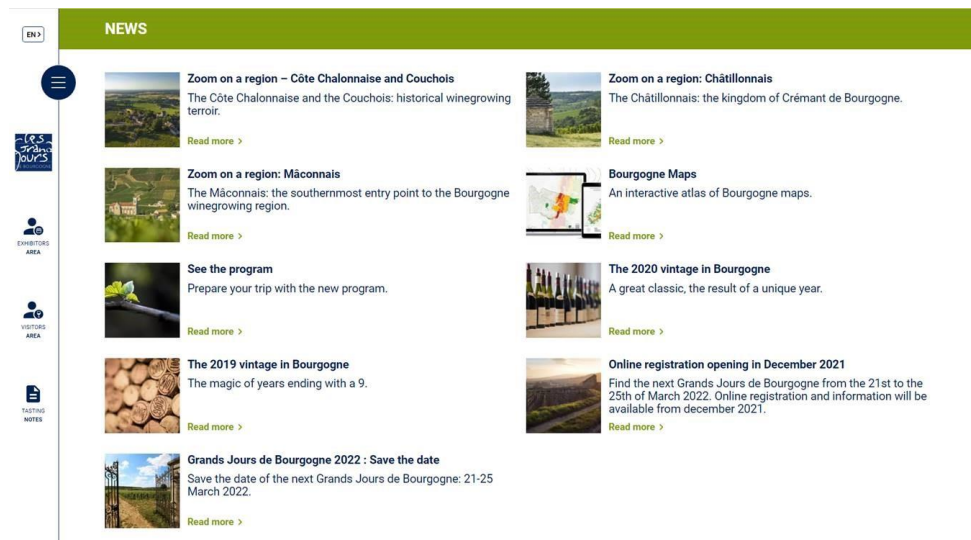 EN >
NEWS
Zoom on a region – Côte Chalonnaise and Couchois
The Côte Chalonnaise and the Couchois: historical winegrowing
terroir.
Read more >
Zoom on a region: Châtillonnais
The Châtillonnais: the kingdom of Crémant de Bourgogne.
Read more >
les
grands
jours
DE BOURGOGNE
Zoom on a region: Mâconnais
The Mâconnais: the southernmost entry point to the Bourgogne
winegrowing region.
Read more >
Bourgogne Maps
An interactive atlas of Bourgogne maps.
Read more >
EXHIBITORS
AREA
See the program
Prepare your trip with the new program.
Read more >
The 2020 vintage in Bourgogne
A great classic, the result of a unique year.
Read more >
VISITORS
AREA
The 2019 vintage in Bourgogne
The magic of years ending with a 9.
Read more >
Online registration opening in December 2021
Find the next Grands Jours de Bourgogne from the 21st to the
25th of March 2022. Online registration and information will be
available from december 2021.
Read more >
TASTING
NOTES
Grands Jours de Bourgogne 2022 : Save the date
Save the date of the next Grands Jours de Bourgogne: 21-25
March 2022.
Read more >